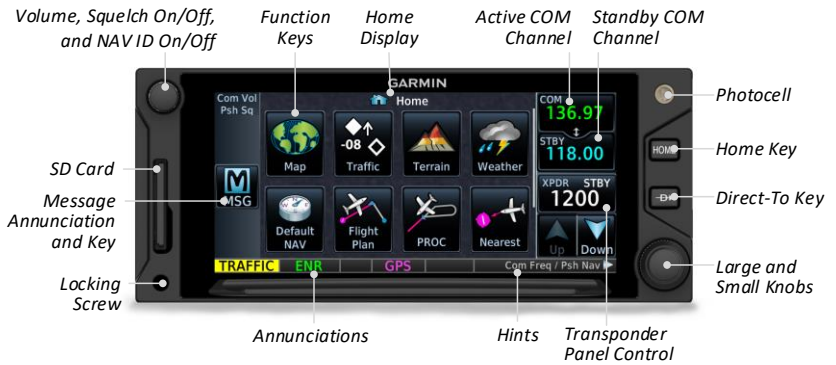 Volume, Squelch On/Off,
and NAV ID On/Off
Function
Keys
Home
Display
Active COM
Channel
Standby COM
Channel
GARMIN
Com Vol
Psh Sq
Home
COM
136.97
STBY
118.00
XPDR STBY
1200
-08
Map
Traffic
Terrain
Weather
MSG
Default
NAV
Flight
Plan
PROC
Nearest
Up
Down
TRAFFIC
ENR
GPS
Com Freq / Psh Nav
HOME
D
Photocell
Home Key
Direct-To Key
Large and
Small Knobs
SD Card
Message
Annunciation
and Key
Locking
Screw
Annunciations
Hints
Transponder
Panel Control